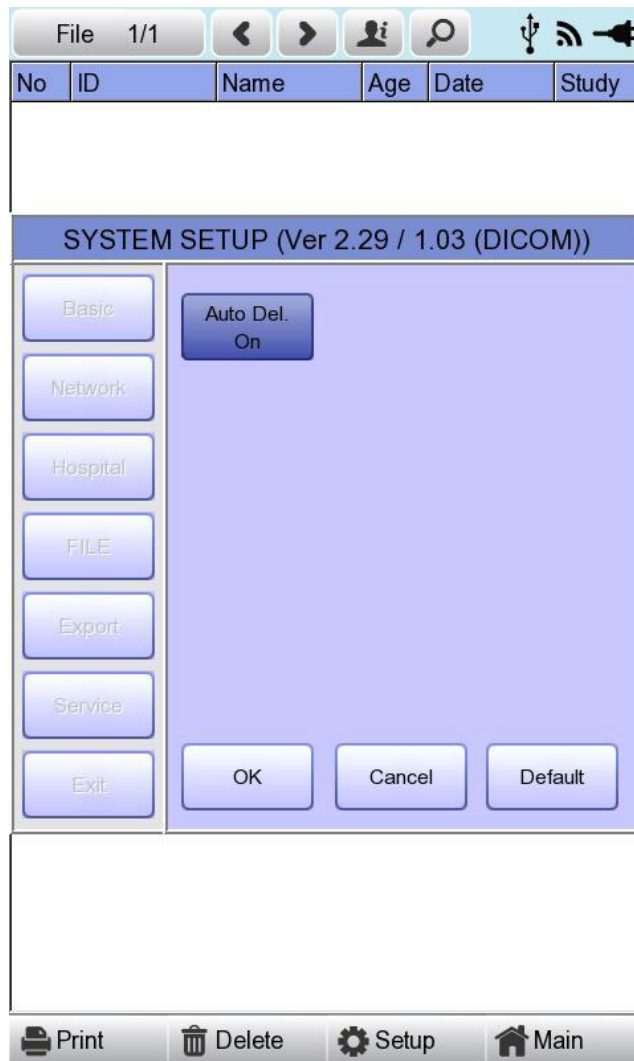 File 1/1
No ID Name Age Date Study
SYSTEM SETUP (Ver 2.29 / 1.03 (DICOM))
Basic
Network
Hospital
FILE
Export
Service
Exit
Auto Del.
On
OK Cancel Default
Print Delete Setup Main